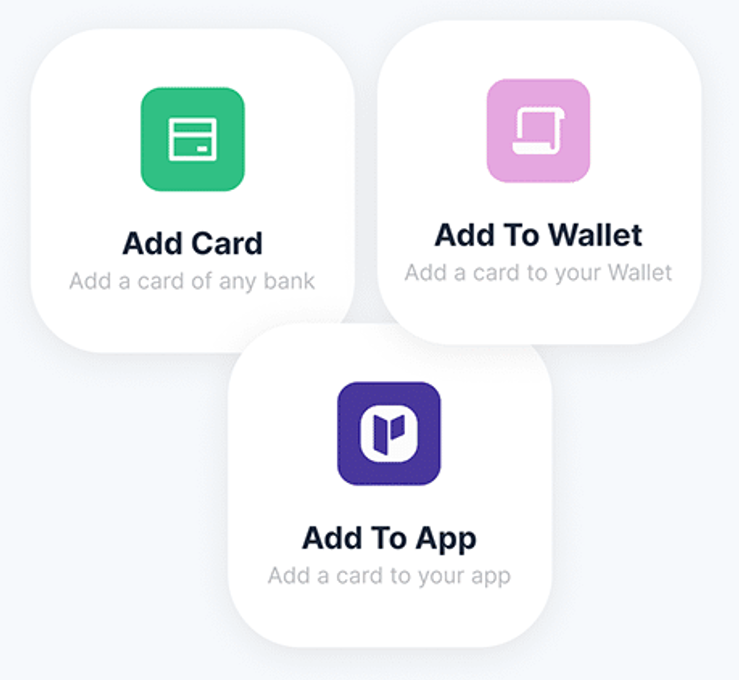 Add Card
Add a card of any bank
Add To Wallet
Add a card to your Wallet
Add To App
Add a card to your app